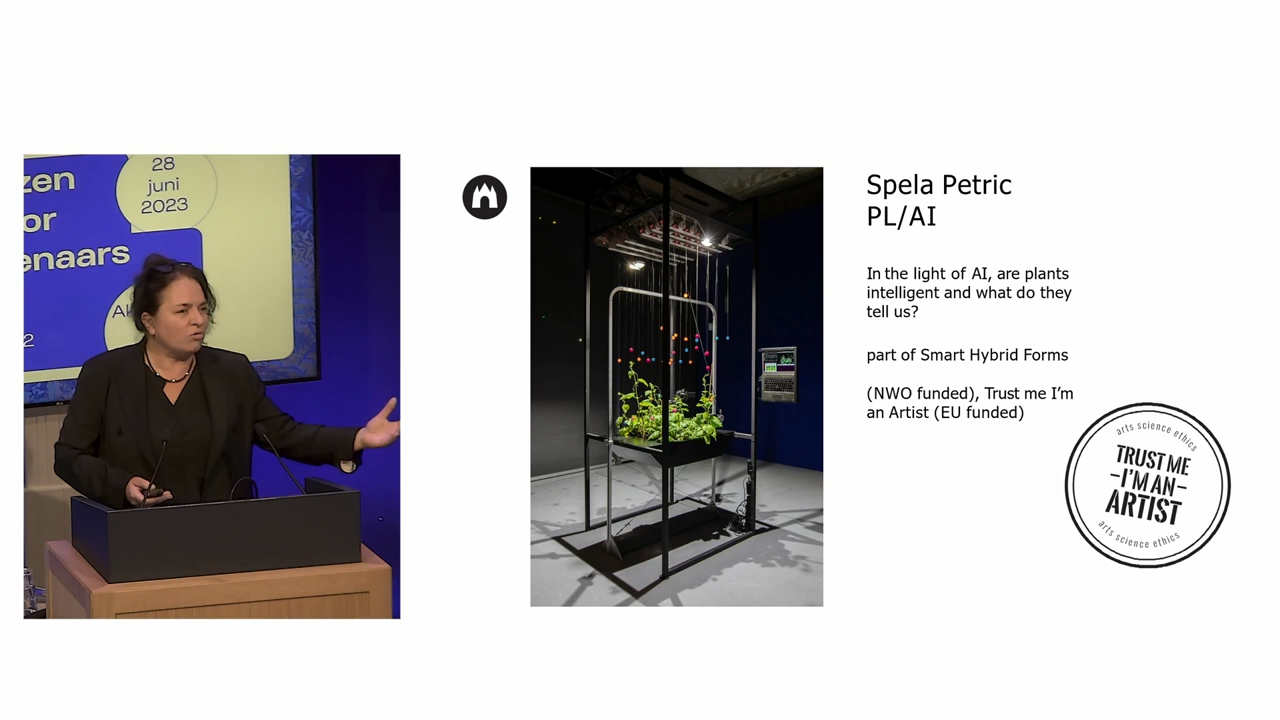 zen
or
enaars
28
juni
2023
2
Spela Petric
PL/AI
In the light of AI, are plants
intelligent and what do they
tell us?
part of Smart Hybrid Forms
(NWO funded), Trust me I'm
an Artist (EU funded)
arts science ethics
TRUST ME
–I'M AN–
ARTIST
arts science ethics